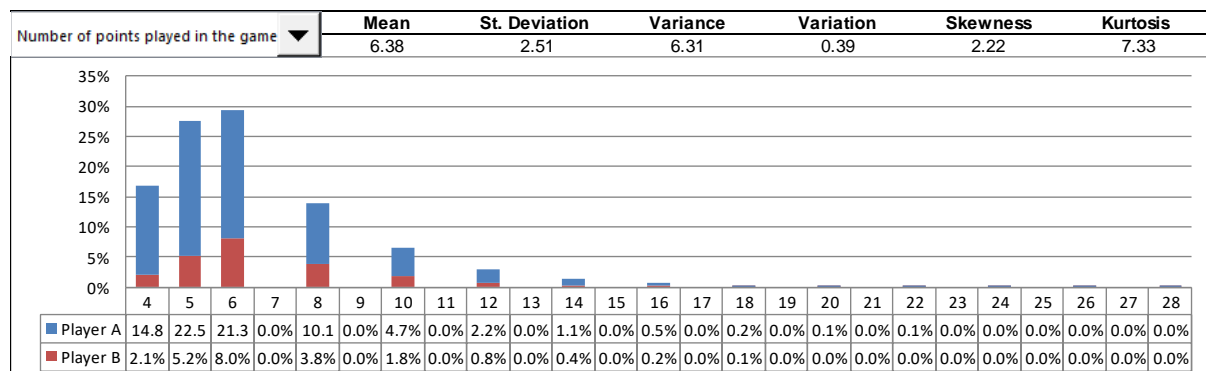 Number of points played in the game
Mean St. Deviation Variance Variation Skewness Kurtosis
6.38 2.51 6.31 0.39 2.22 7.33
35%
30%
25%
20%
15%
10%
5%
0%
4 5 6 7 8 9 10 11 12 13 14 15 16 17 18 19 20 21 22 23 24 25 26 27 28
Player A 14.8 22.5 21.3 0.0% 10.1 0.0% 4.7% 0.0% 2.2% 0.0% 1.1% 0.0% 0.5% 0.0% 0.2% 0.0% 0.1% 0.0% 0.1% 0.0% 0.0% 0.0% 0.0% 0.0% 0.0%
Player B 2.1% 5.2% 8.0% 0.0% 3.8% 0.0% 1.8% 0.0% 0.8% 0.0% 0.4% 0.0% 0.2% 0.0% 0.1% 0.0% 0.0% 0.0% 0.0% 0.0% 0.0% 0.0% 0.0% 0.0% 0.0%